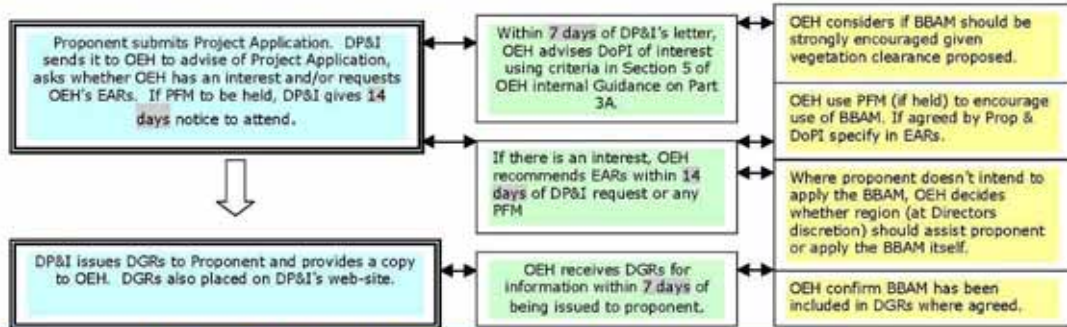 Proponent submits Project Application. DP&I
sends it to OEH to advise of Project Application,
asks whether OEH has an interest and/or requests
OEH's EARs. If PFM to be held, DP&I gives 14
days notice to attend.
Within 7 days of DP&I's letter,
OEH advises DoPI of interest
using criteria in Section 5 of
OEH internal Guidance on Part
3A.
OEH considers if BBAM should be
strongly encouraged given
vegetation clearance proposed.
OEH use PFM (if held) to encourage
use of BBAM. If agreed by Prop &
DoPI specify in EARs.
If there is an interest, OEH
recommends EARs within 14
days of DP&I request or any
PFM
Where proponent doesn't intend to
apply the BBAM, OEH decides
whether region (at Directors
discretion) should assist proponent
or apply the BBAM itself.
DP&I issues DGRs to Proponent and provides a copy
to OEH. DGRs also placed on DP&I's web-site.
OEH receives DGRs for
information within 7 days of
being issued to proponent.
OEH confirm BBAM has been
included in DGRs where agreed.